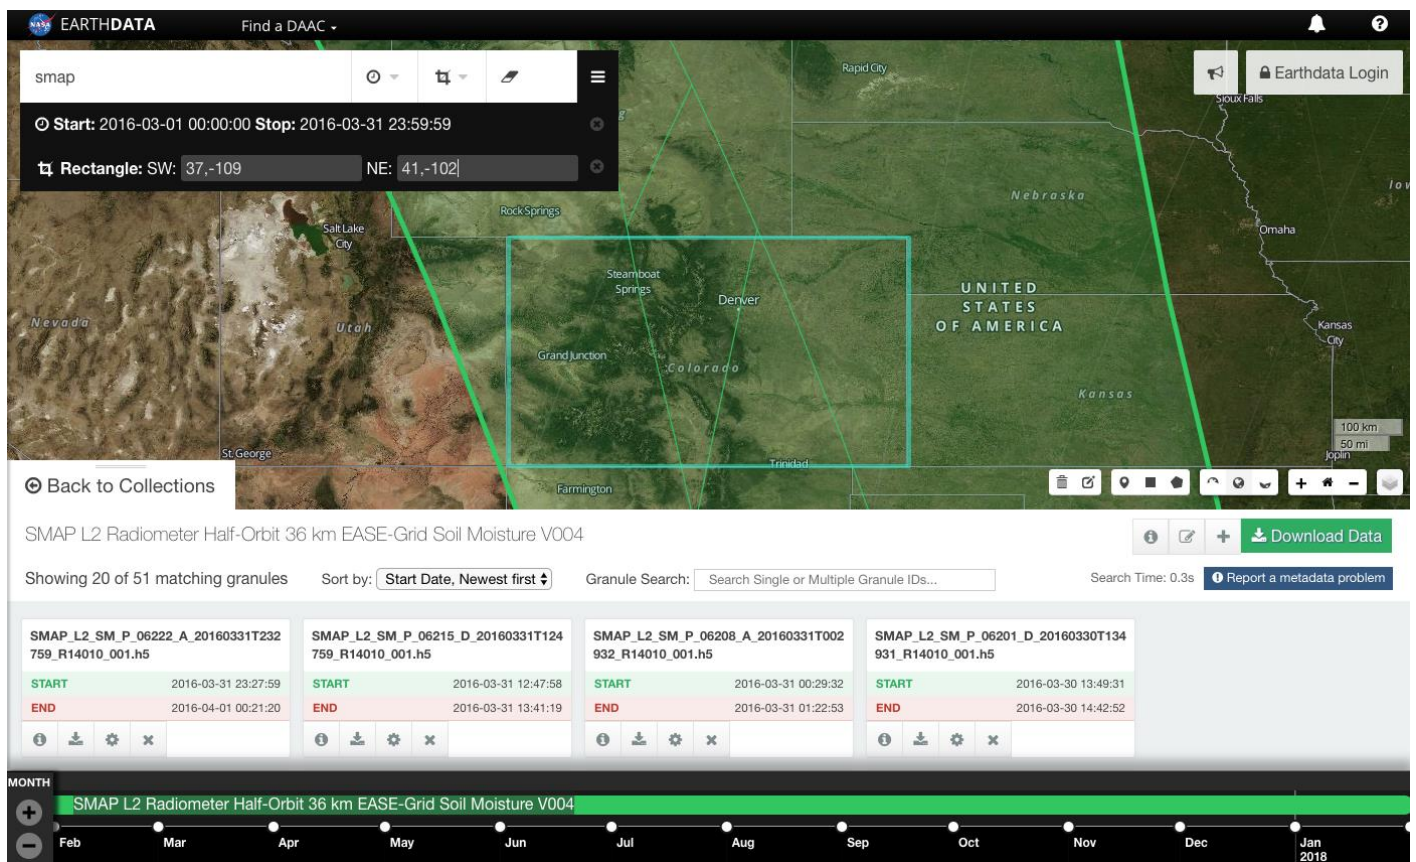 NASA EARTHDATA Find a DAAC
smap
Start: 2016-03-01 00:00:00 Stop: 2016-03-31 23:59:59
Rectangle: SW: 37,-109 NE: 41,-102
Earthdata Login
Rapid City
Sioux Falls
Nebraska
Iow
Rock Springs
Salt Lake
City
Omaha
Steamboat
Springs
Denver
UNITED
STATES
OF AMERICA
Nevada
Utah
Kansas
City
Grand Junction
Colorado
Kansas
100 km
50 mi
St. George
Trinidad
Joplin
Farmington
Back to Collections
SMAP L2 Radiometer Half-Orbit 36 km EASE-Grid Soil Moisture V004
Download Data
Showing 20 of 51 matching granules Sort by: Start Date, Newest first Granule Search: Search Single or Multiple Granule IDs... Search Time: 0.3s Report a metadata problem
SMAP_L2_SM_P_06222_A_20160331T232
759_R14010_001.h5
START 2016-03-31 23:27:59
END 2016-04-01 00:21:20
SMAP_L2_SM_P_06215_D_20160331T124
759_R14010_001.h5
START 2016-03-31 12:47:58
END 2016-03-31 13:41:19
SMAP_L2_SM_P_06208_A_20160331T002
932_R14010_001.h5
START 2016-03-31 00:29:32
END 2016-03-31 01:22:53
SMAP_L2_SM_P_06201_D_20160330T134
931_R14010_001.h5
START 2016-03-30 13:49:31
END 2016-03-30 14:42:52
MONTH
SMAP L2 Radiometer Half-Orbit 36 km EASE-Grid Soil Moisture V004
Feb Mar Apr May Jun Jul Aug Sep Oct Nov Dec Jan
2018